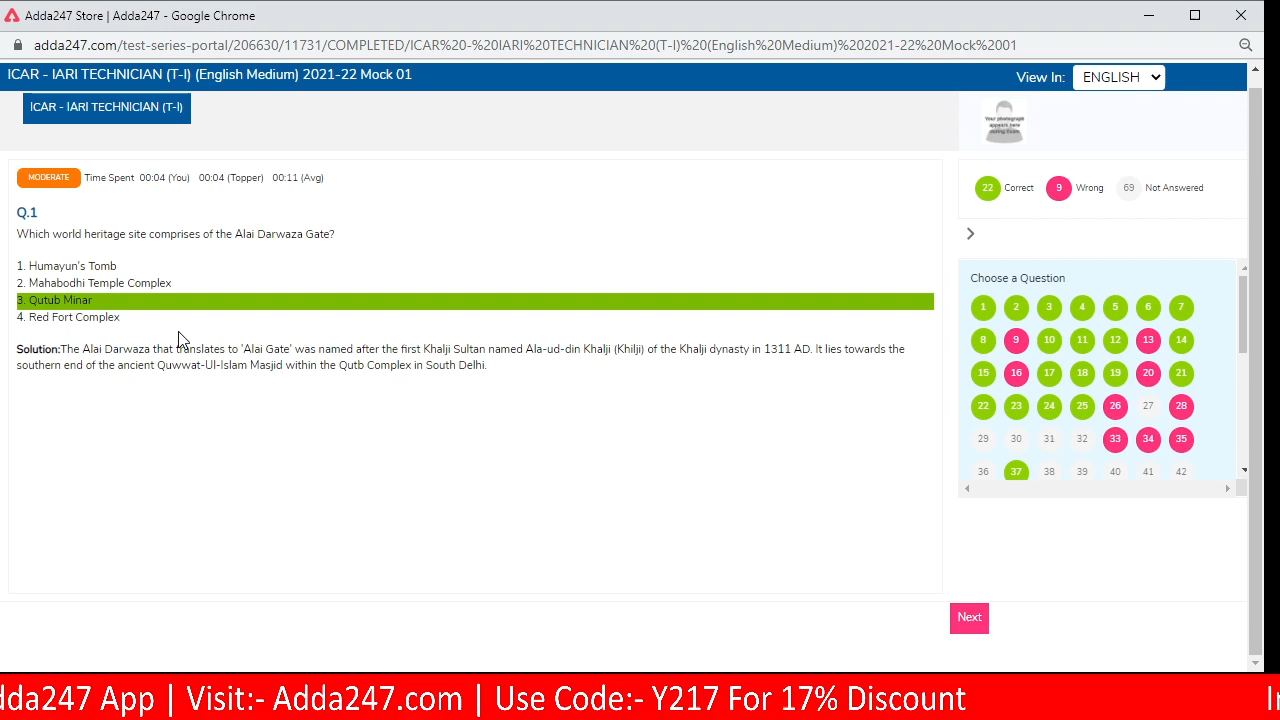 Adda247 Store | Adda247 - Google Chrome
adda247.com/test-series-portal/206630/11731/COMPLETED/ICAR%20-%20IARI%20TECHNICIAN%20(T-I)%20(English%20Medium)%202021-22%20Mock%2001
ICAR - IARI TECHNICIAN (T-I) (English Medium) 2021-22 Mock 01
View In: ENGLISH
ICAR - IARI TECHNICIAN (T-I)
Your photograph
appears here
during Exam
MODERATE Time Spent 00:04 (You) 00:04 (Topper) 00:11 (Avg)
22 Correct 9 Wrong 69 Not Answered
Q.1
Which world heritage site comprises of the Alai Darwaza Gate?
1. Humayun's Tomb
2. Mahabodhi Temple Complex
3. Qutub Minar
4. Red Fort Complex
Solution:The Alai Darwaza that translates to 'Alai Gate' was named after the first Khalji Sultan named Ala-ud-din Khalji (Khilji) of the Khalji dynasty in 1311 AD. It lies towards the
southern end of the ancient Quwwat-Ul-Islam Masjid within the Qutb Complex in South Delhi.
Choose a Question
1 2 3 4 5 6 7
8 9 10 11 12 13 14
15 16 17 18 19 20 21
22 23 24 25 26 27 28
29 30 31 32 33 34 35
36 37 38 39 40 41 42
Next
dda247 App | Visit:- Adda247.com | Use Code:- Y217 For 17% Discount